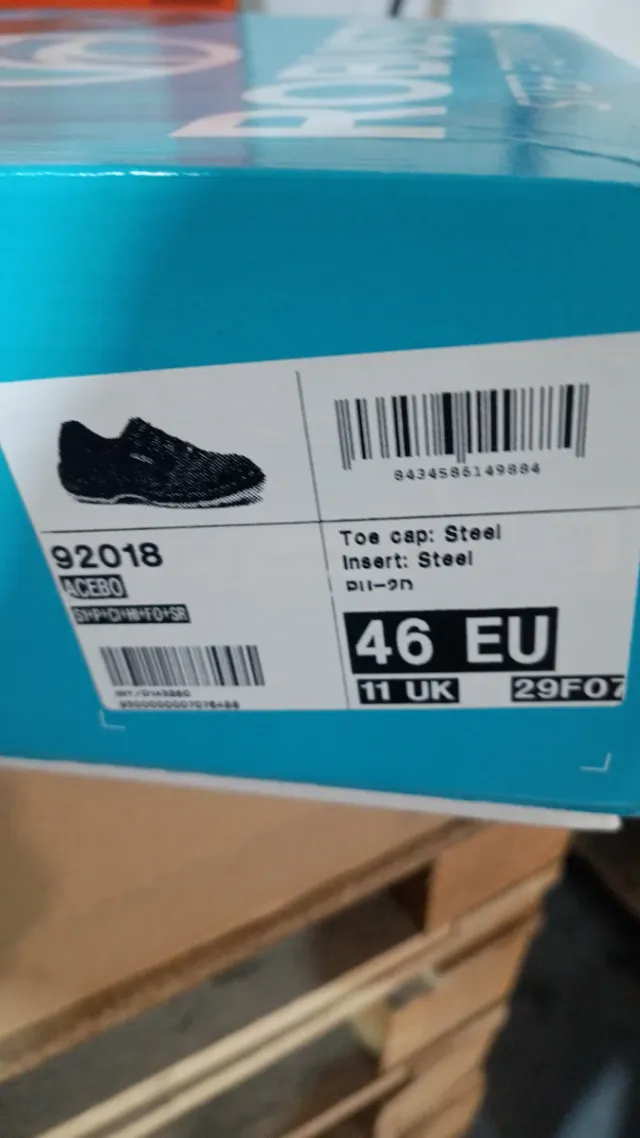 8434586149884
92018
ACEBO
S1+P+CI+HI+FO+SR
Toe cap: Steel
Insert: Steel
46 EU
11 UK
29F07